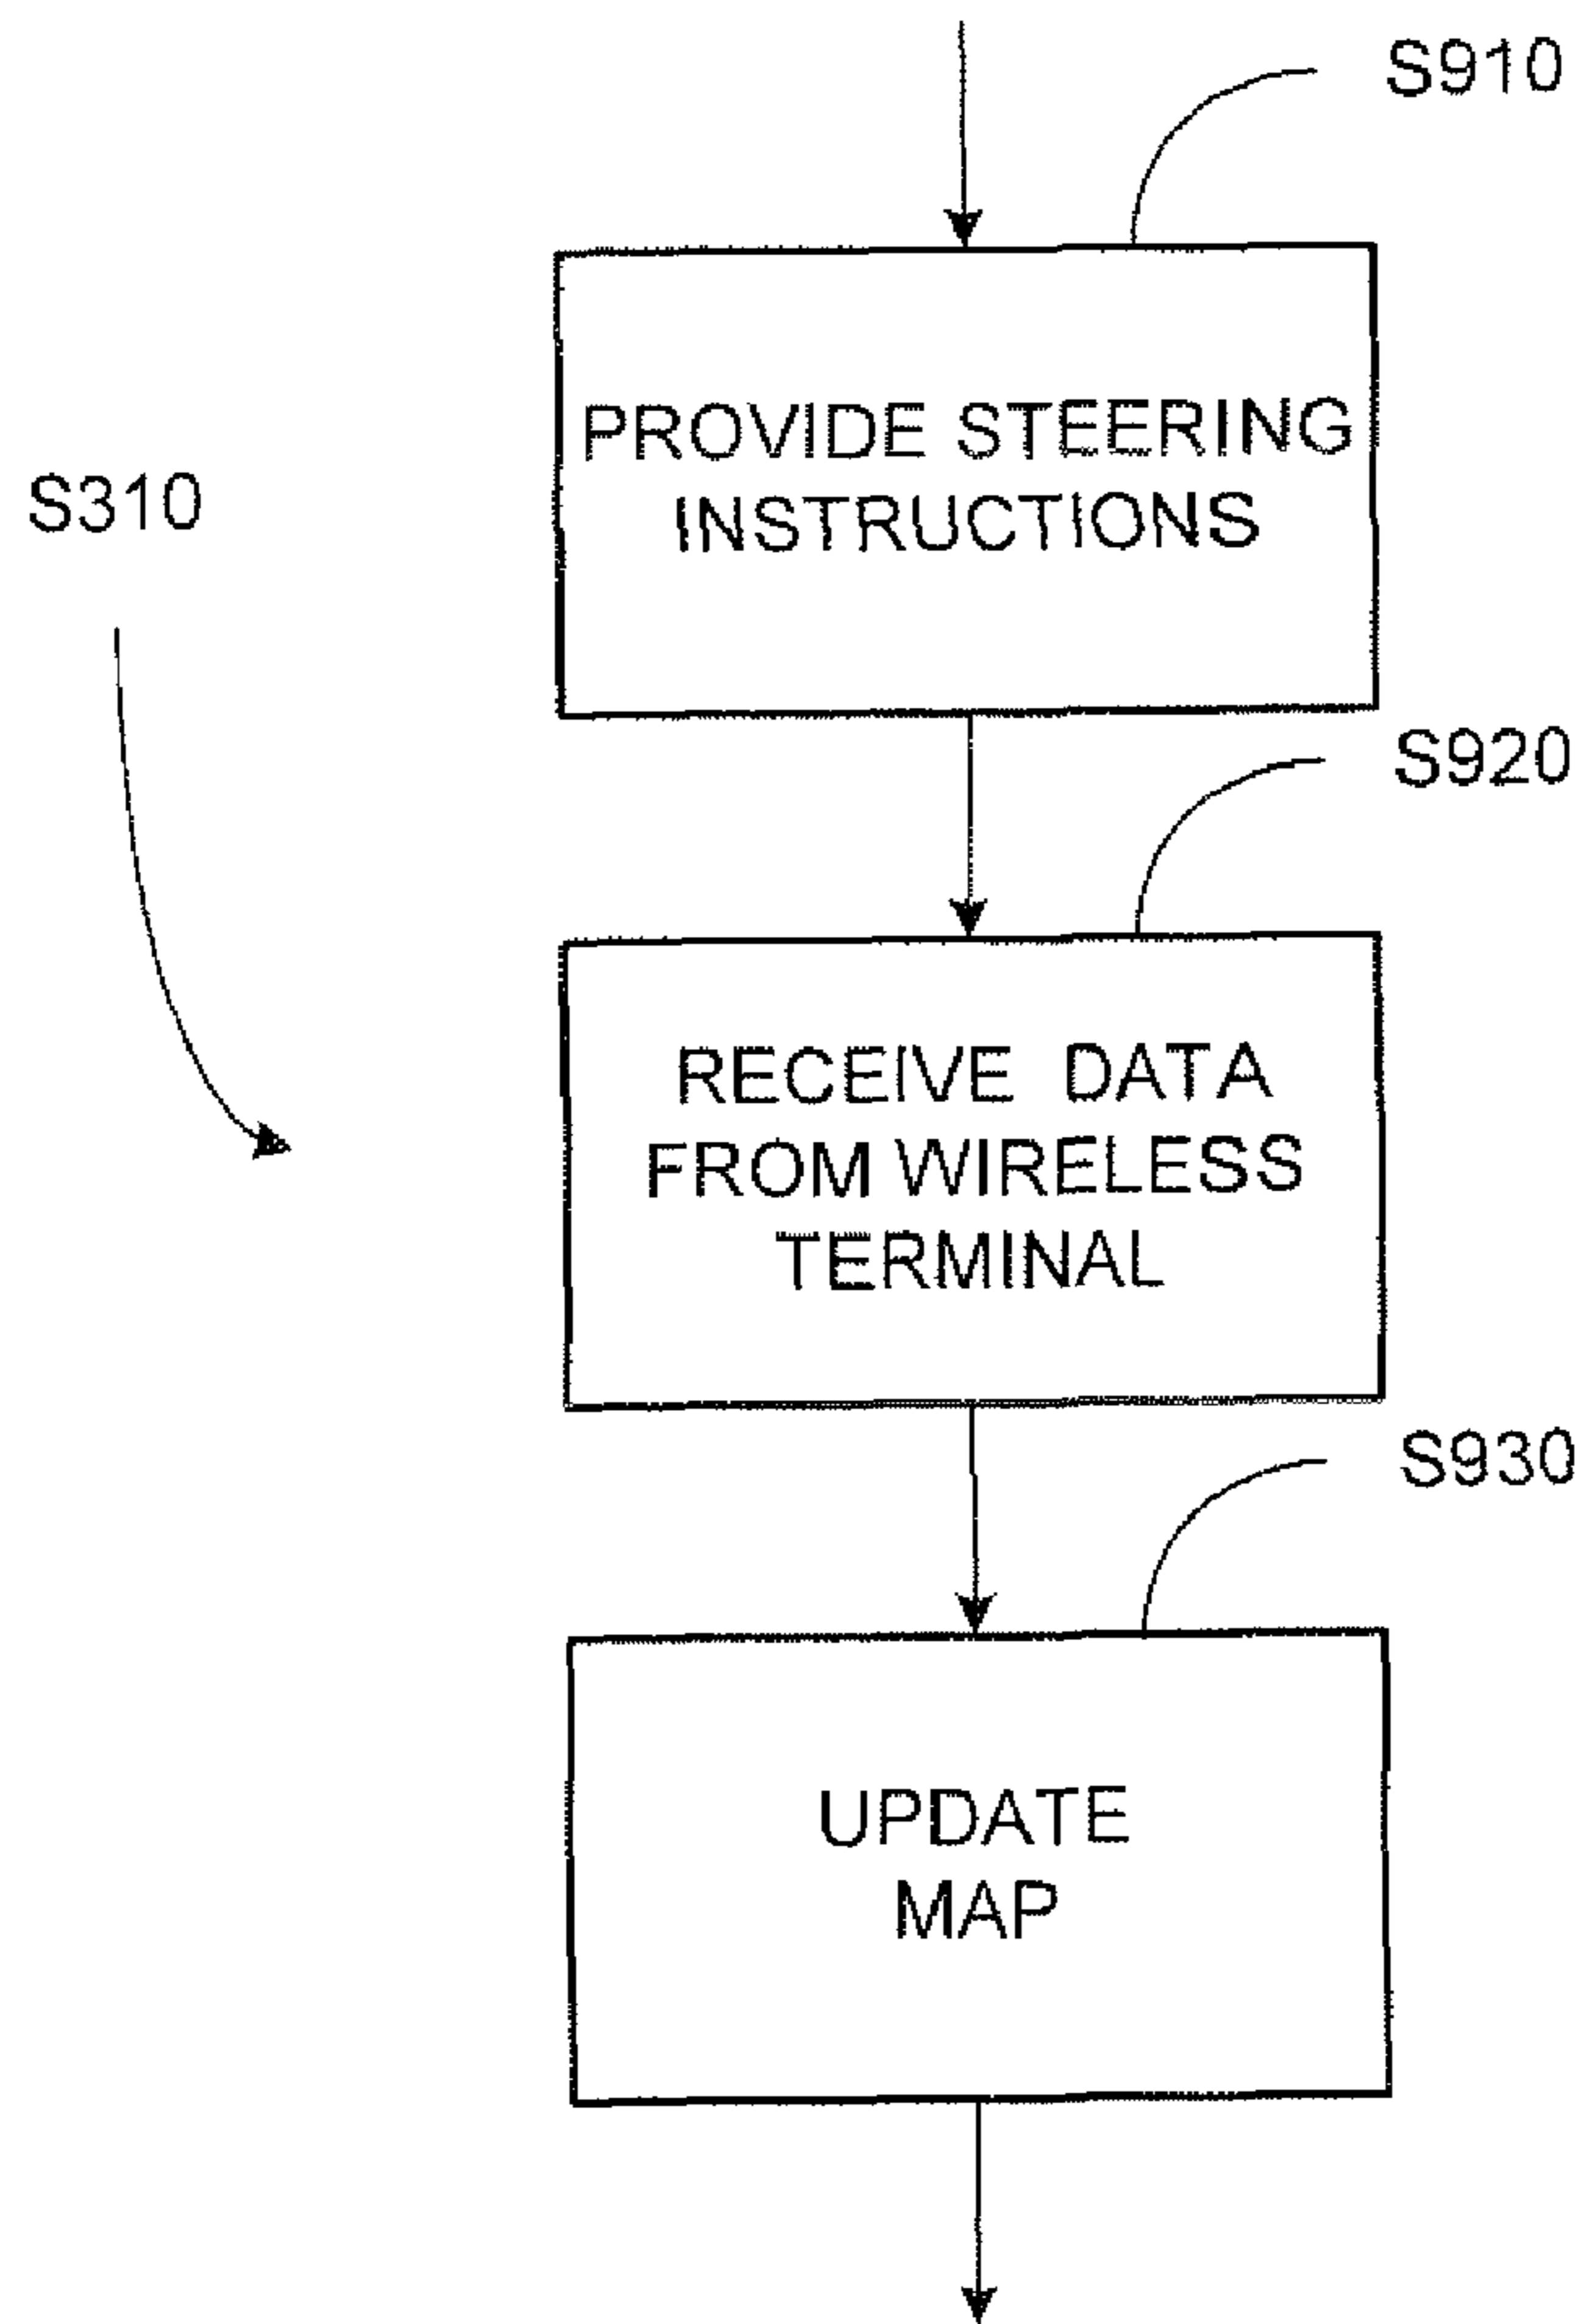 S910
PROVIDE STEERING
INSTRUCTIONS
S310
S920
RECEIVE DATA
FROM WIRELESS
TERMINAL
S930
UPDATE
MAP